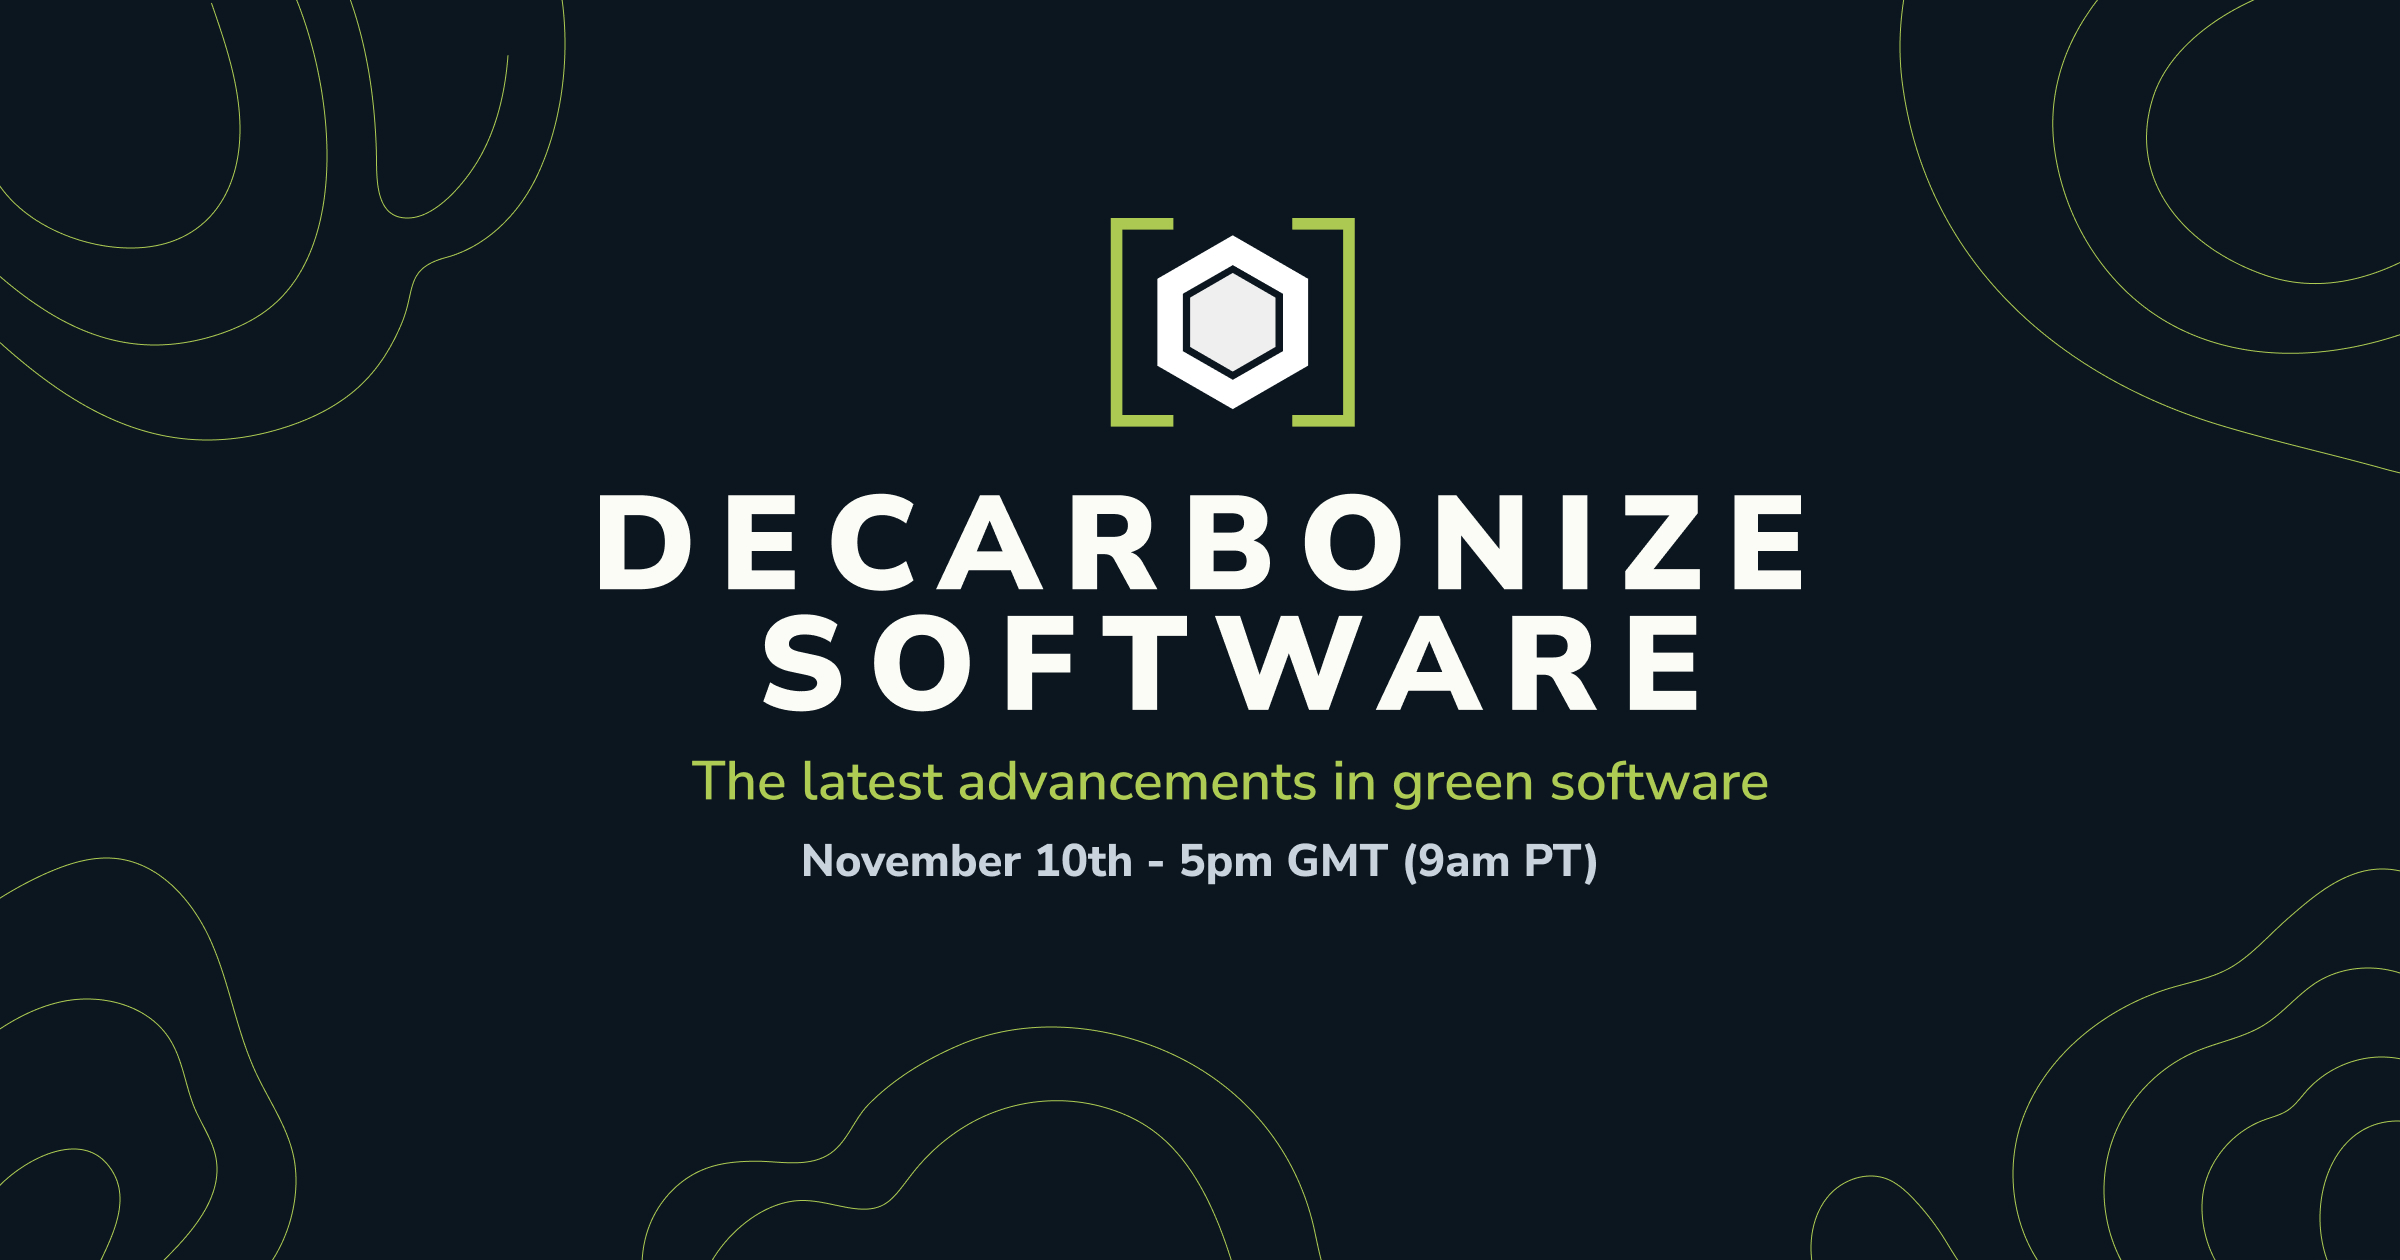 DECARBONIZE
SOFTWARE
The latest advancements in green software
November 10th - 5pm GMT (9am PT)